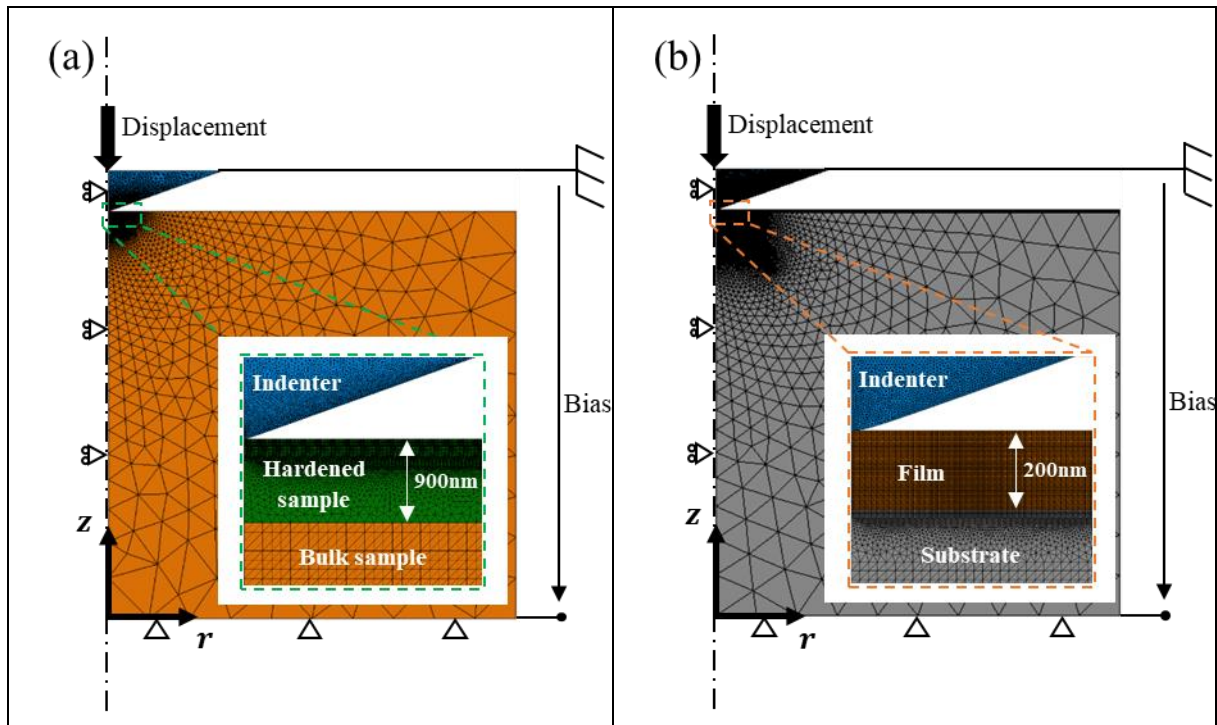 (a)
Displacement
Indenter
Hardened
sample
900nm
Bulk sample
Bias
z
r
(b)
Displacement
Indenter
Film
200nm
Substrate
Bias
z
r